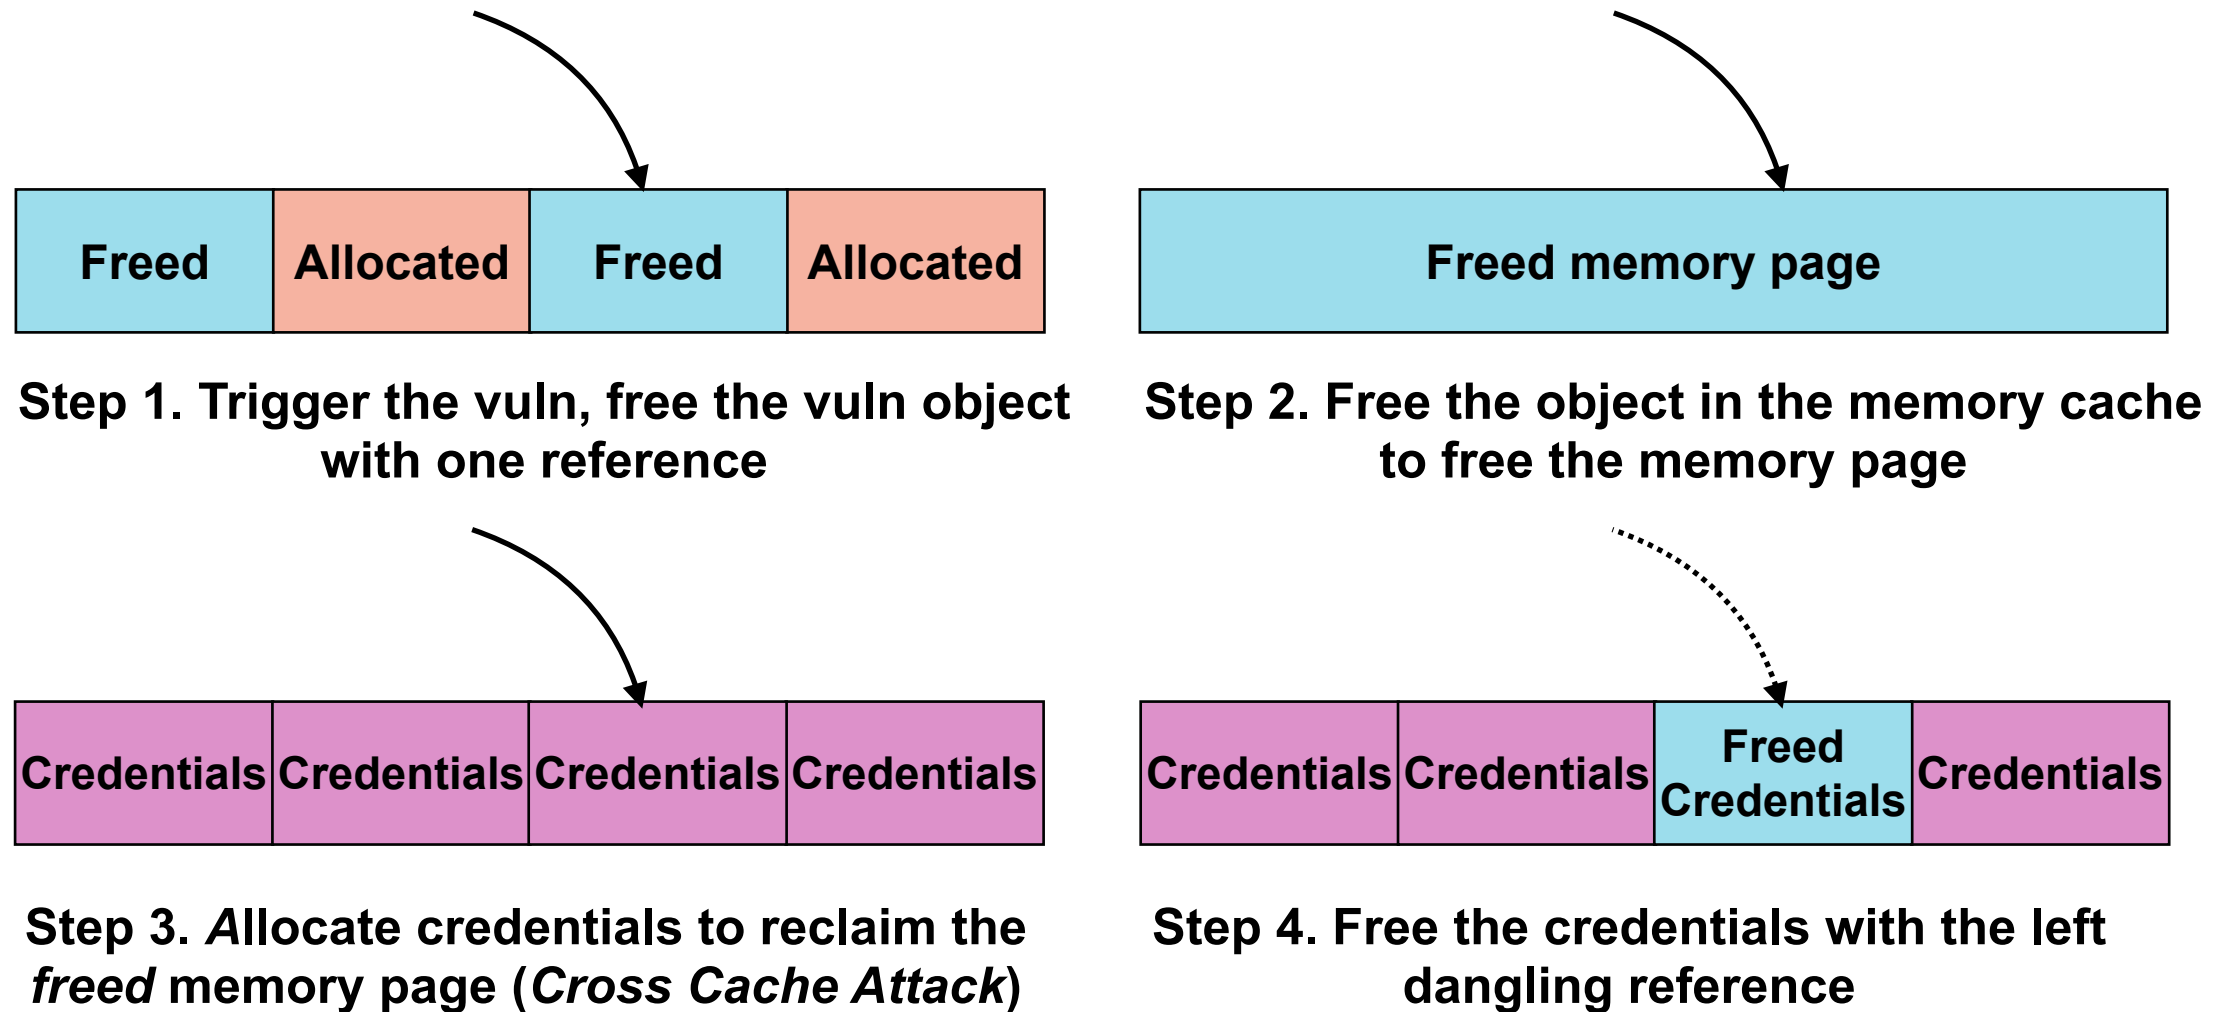 Freed
Allocated
Freed
Allocated
Step 1. Trigger the vuln, free the vuln object
with one reference
Freed memory page
Step 2. Free the object in the memory cache
to free the memory page
Credentials
Credentials
Credentials
Credentials
Step 3. Allocate credentials to reclaim the
freed memory page (Cross Cache Attack)
Credentials
Credentials
Freed
Credentials
Credentials
Step 4. Free the credentials with the left
dangling reference